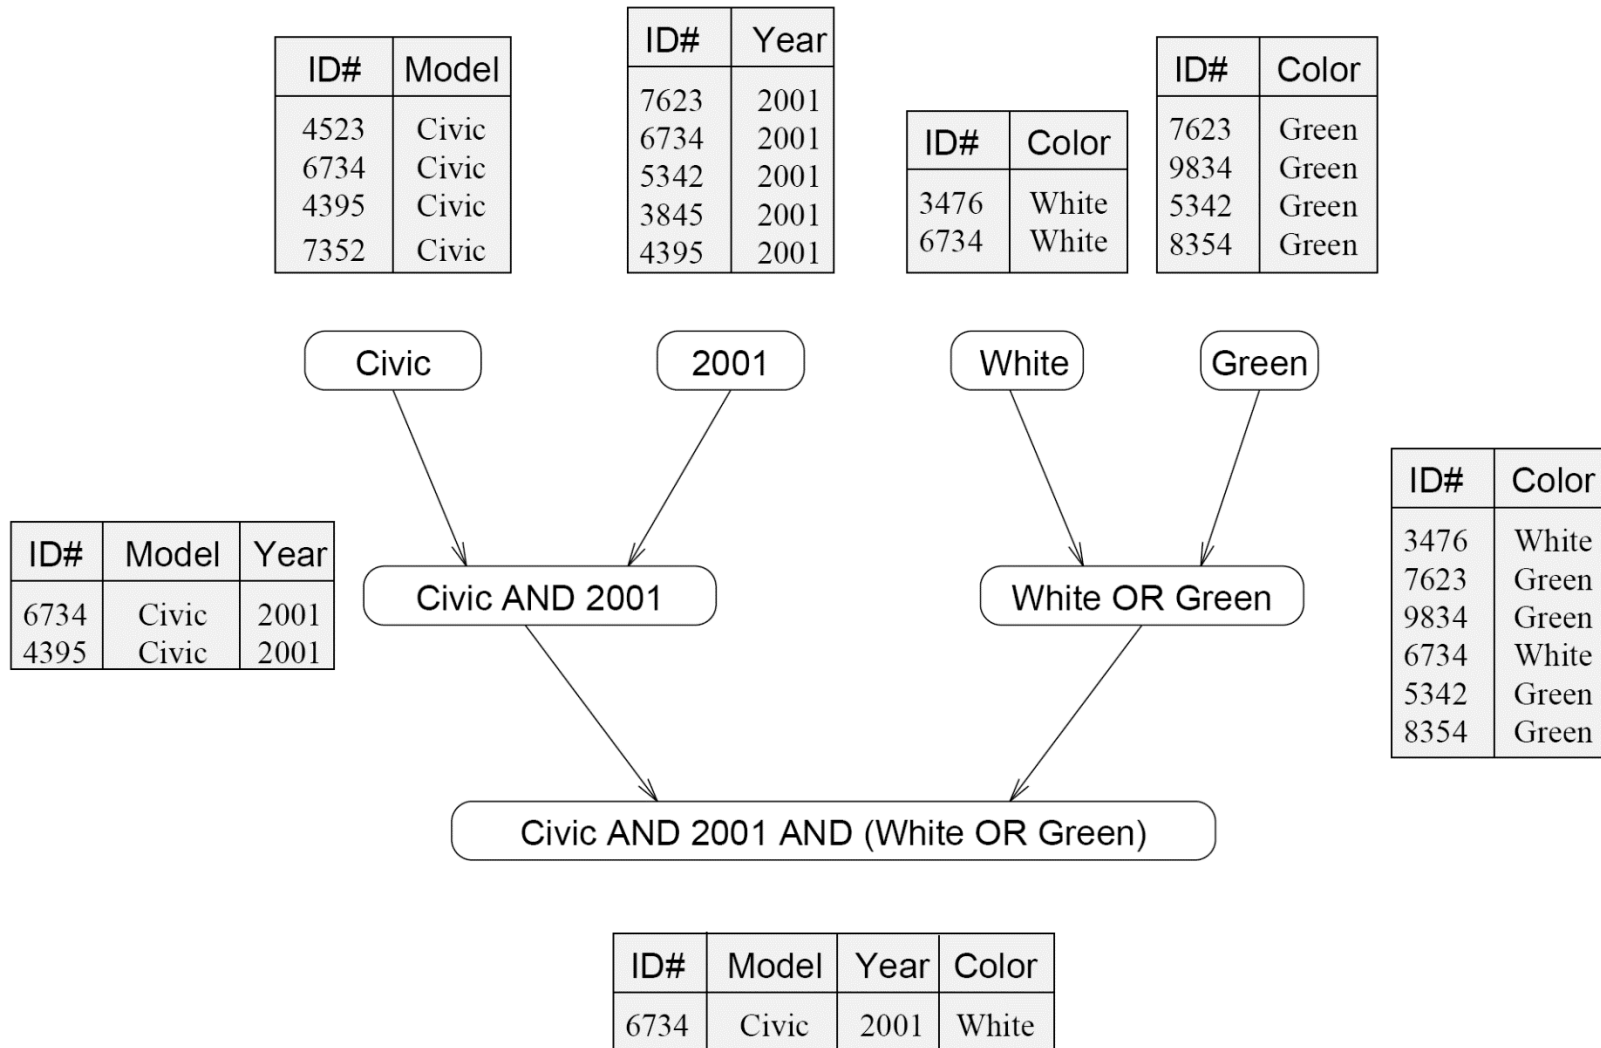 ID# Model
4523 Civic
6734 Civic
4395 Civic
7352 Civic
ID# Year
7623 2001
6734 2001
5342 2001
3845 2001
4395 2001
ID# Color
3476 White
6734 White
ID# Color
7623 Green
9834 Green
5342 Green
8354 Green
Civic
2001
White
Green
ID# Model Year
6734 Civic 2001
4395 Civic 2001
Civic AND 2001
White OR Green
ID# Color
3476 White
7623 Green
9834 Green
6734 White
5342 Green
8354 Green
Civic AND 2001 AND (White OR Green)
ID# Model Year Color
6734 Civic 2001 White